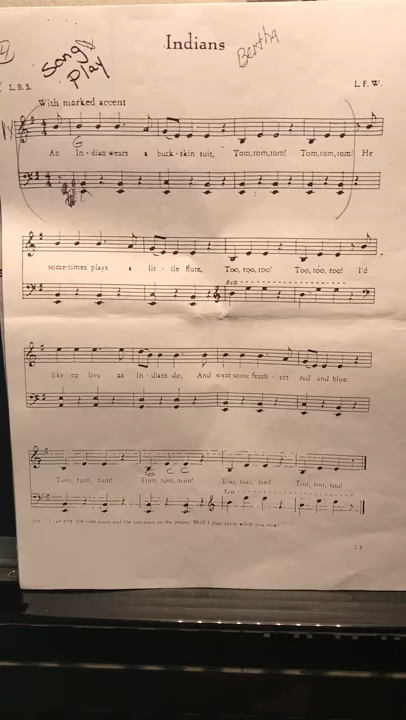 Indians
Bertha
Song
Play
L. B. S.
L. F. W.
With marked accent
An In-dian wears a buck-skin suit, Tom, tom, tom! Tom, tom, tom! He
G
some-times plays a lit-tle flute, Too, too, too! Too, too, too! I'd
8va
like to live as In-dians do, And wear some feath-ers red and blue.
Tom, tom, tom! Tom, tom, tom! Too, too, too! Too, too, too!
G C C
8va
13